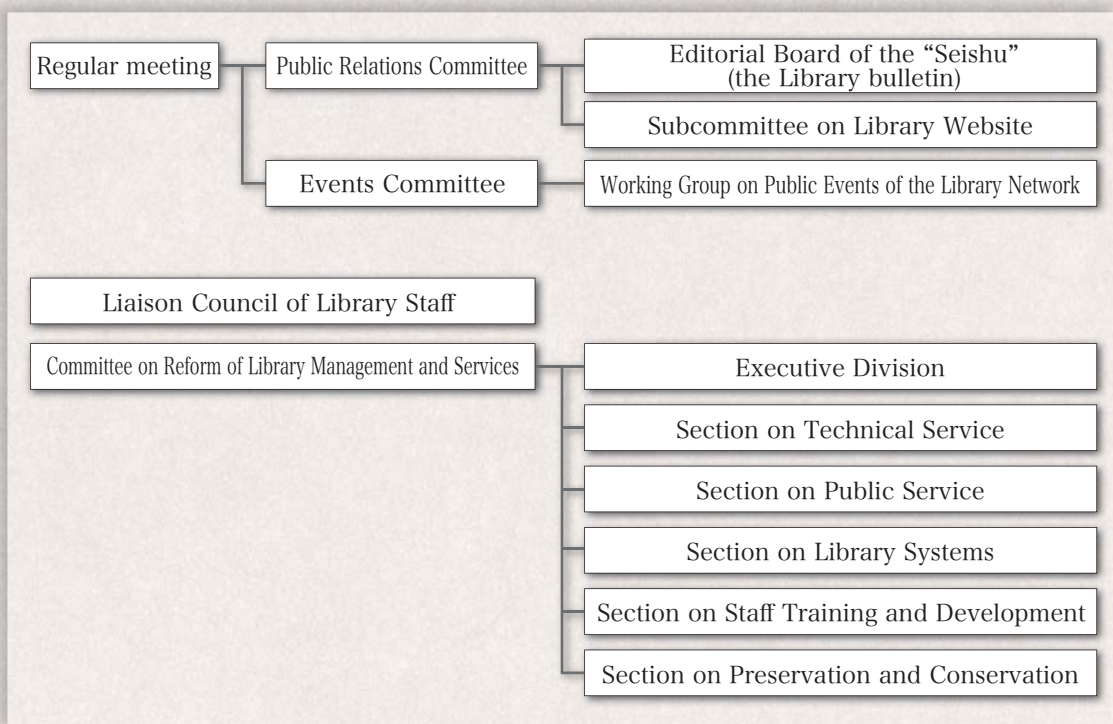 Regular meeting
Public Relations Committee
Editorial Board of the “Seishu”
(the Library bulletin)
Subcommittee on Library Website
Events Committee
Working Group on Public Events of the Library Network
Liaison Council of Library Staff
Committee on Reform of Library Management and Services
Executive Division
Section on Technical Service
Section on Public Service
Section on Library Systems
Section on Staff Training and Development
Section on Preservation and Conservation